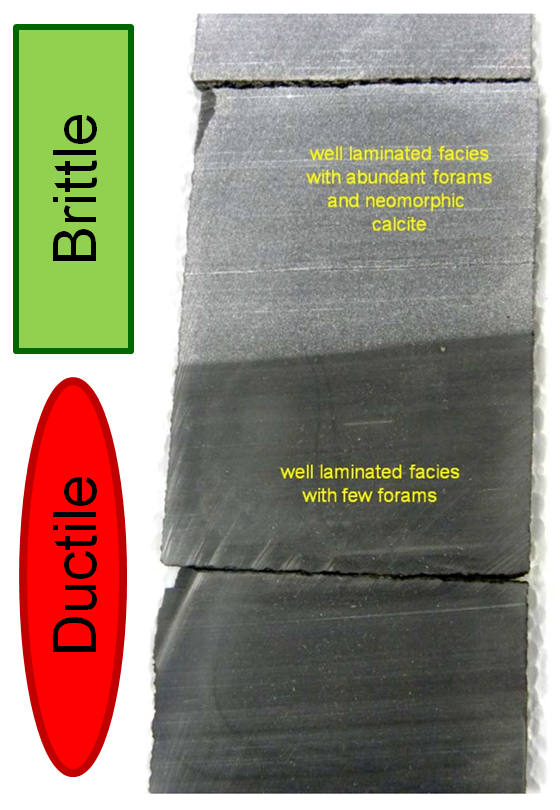 Brittle
well laminated facies
with abundant forams
and neomorphic
calcite
Ductile
well laminated facies
with few forams